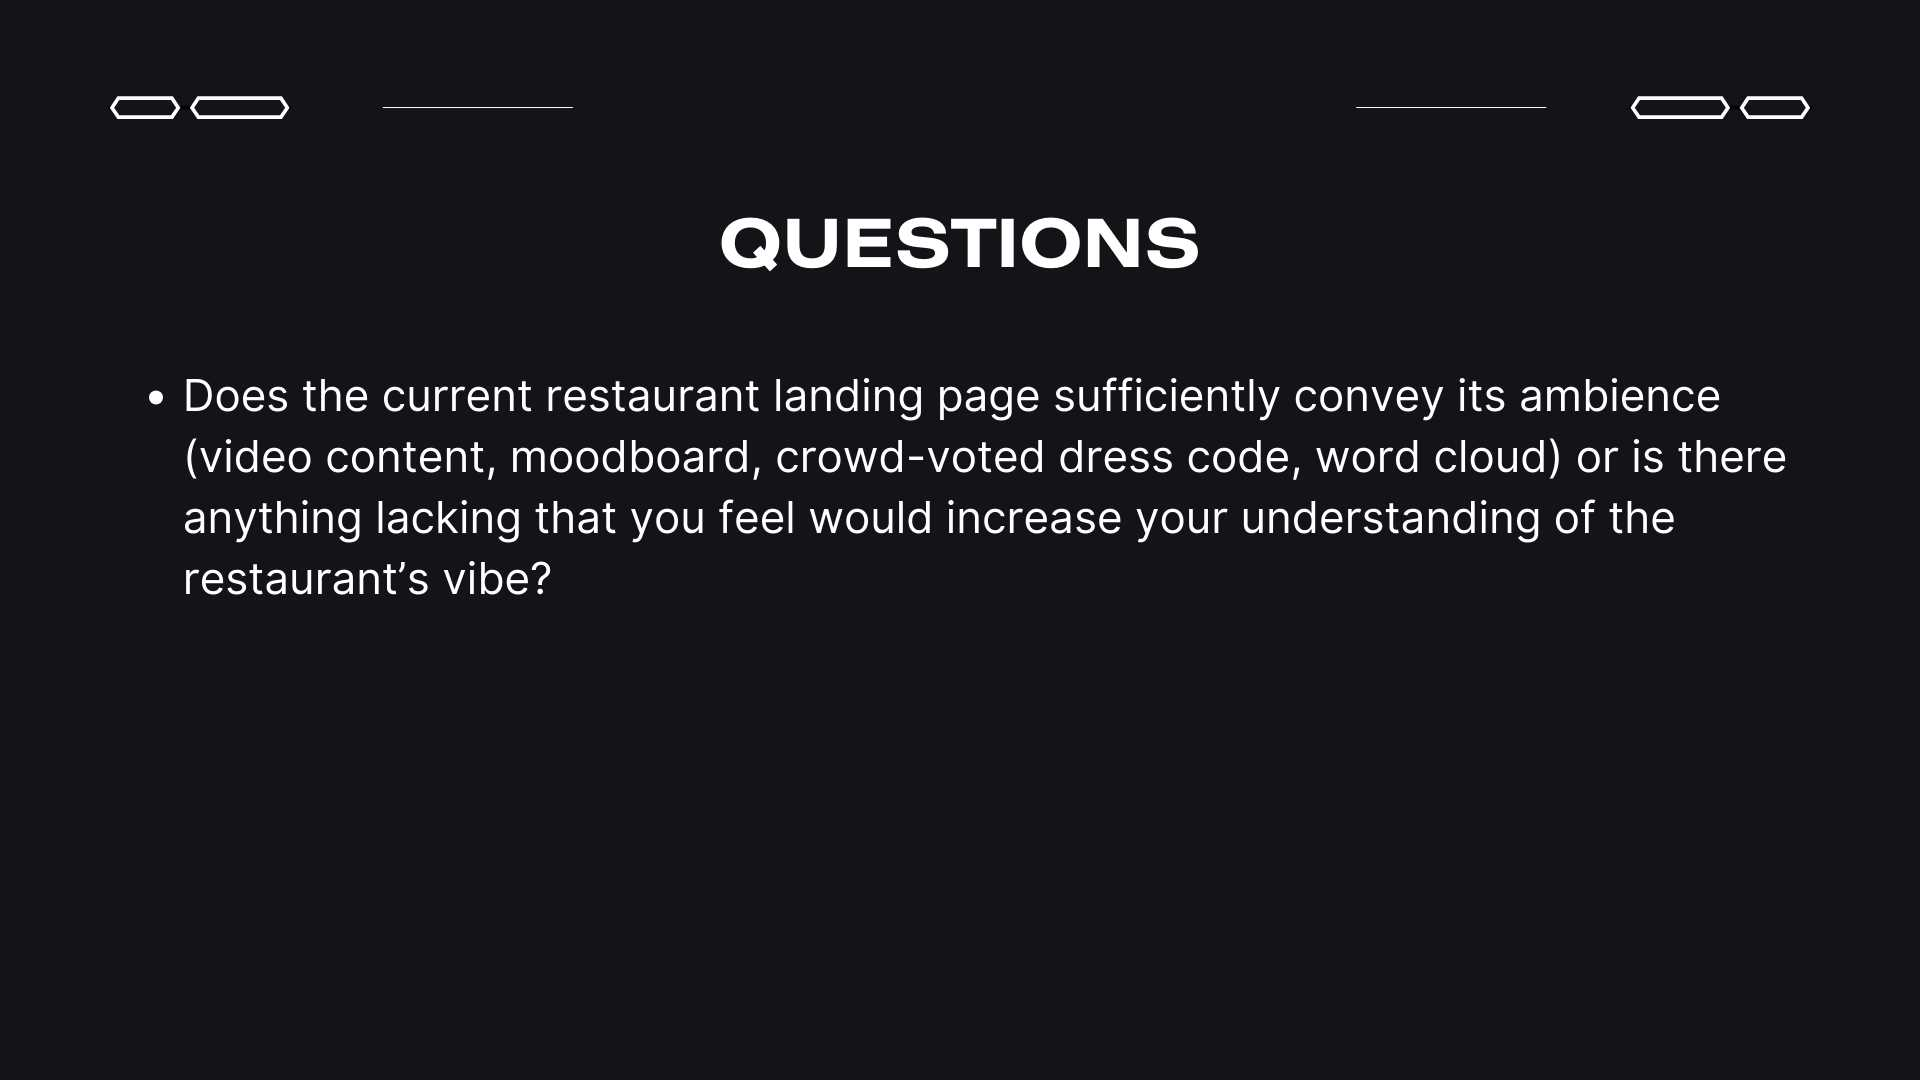 QUESTIONS
• Does the current restaurant landing page sufficiently convey its ambience
(video content, moodboard, crowd-voted dress code, word cloud) or is there
anything lacking that you feel would increase your understanding of the
restaurant’s vibe?